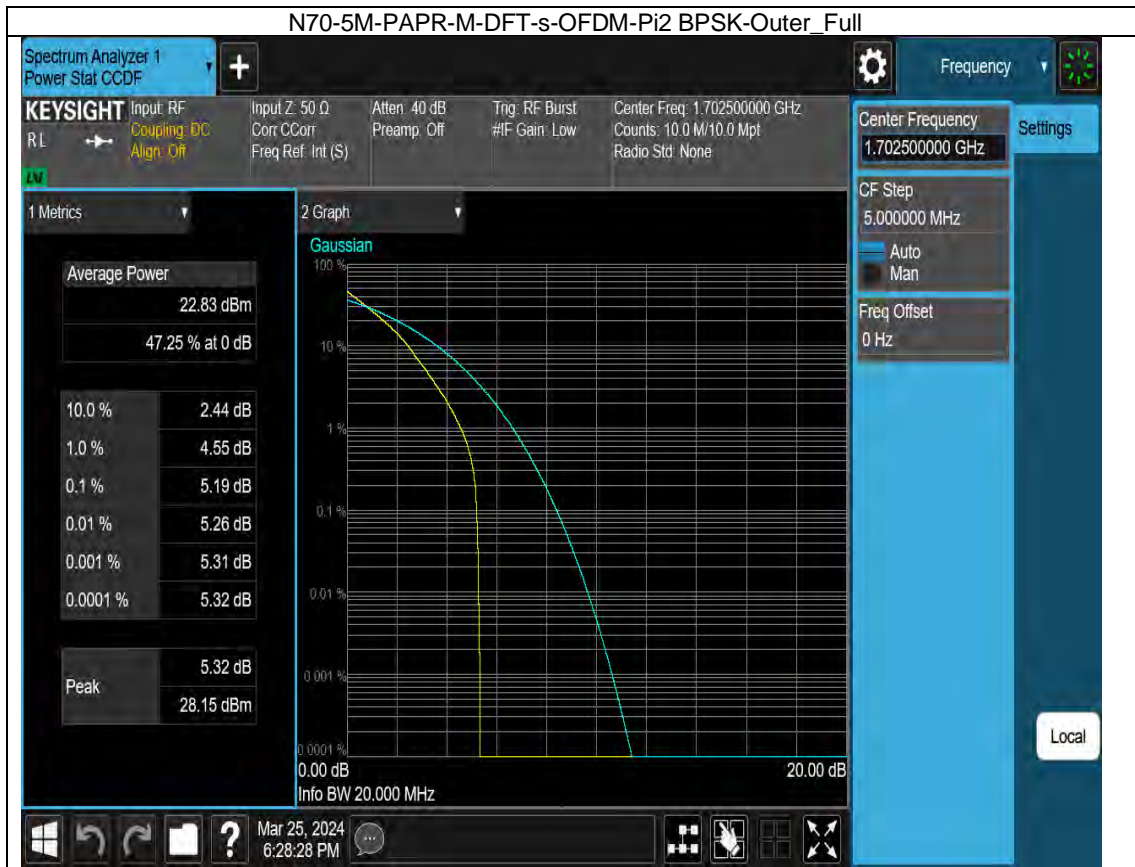 N70-5M-PAPR-M-DFT-s-OFDM-Pi2 BPSK-Outer_Full
Spectrum Analyzer 1
Power Stat CCDF
+
Frequency
KEYSIGHT
RL
Input: RF
Coupling: DC
Align: Off
Input Z: 50 Ω
Corr CCorr
Freq Ref: Int (S)
Atten: 40 dB
Preamp: Off
Trig: RF Burst
#IF Gain: Low
Center Freq: 1.702500000 GHz
Counts: 10.0 M/10.0 Mpt
Radio Std: None
Center Frequency
1.702500000 GHz
Settings
CF Step
5.000000 MHz
Auto
Man
Freq Offset
0 Hz
1 Metrics
Average Power
22.83 dBm
47.25 % at 0 dB
10.0 % 2.44 dB
1.0 % 4.55 dB
0.1 % 5.19 dB
0.01 % 5.26 dB
0.001 % 5.31 dB
0.0001 % 5.32 dB
Peak
5.32 dB
28.15 dBm
2 Graph
Gaussian
100 %
10 %
1 %
0.1 %
0.01 %
0.001 %
0.0001 %
0.00 dB 20.00 dB
Info BW 20.000 MHz
Local
?
Mar 25, 2024
6:28:28 PM